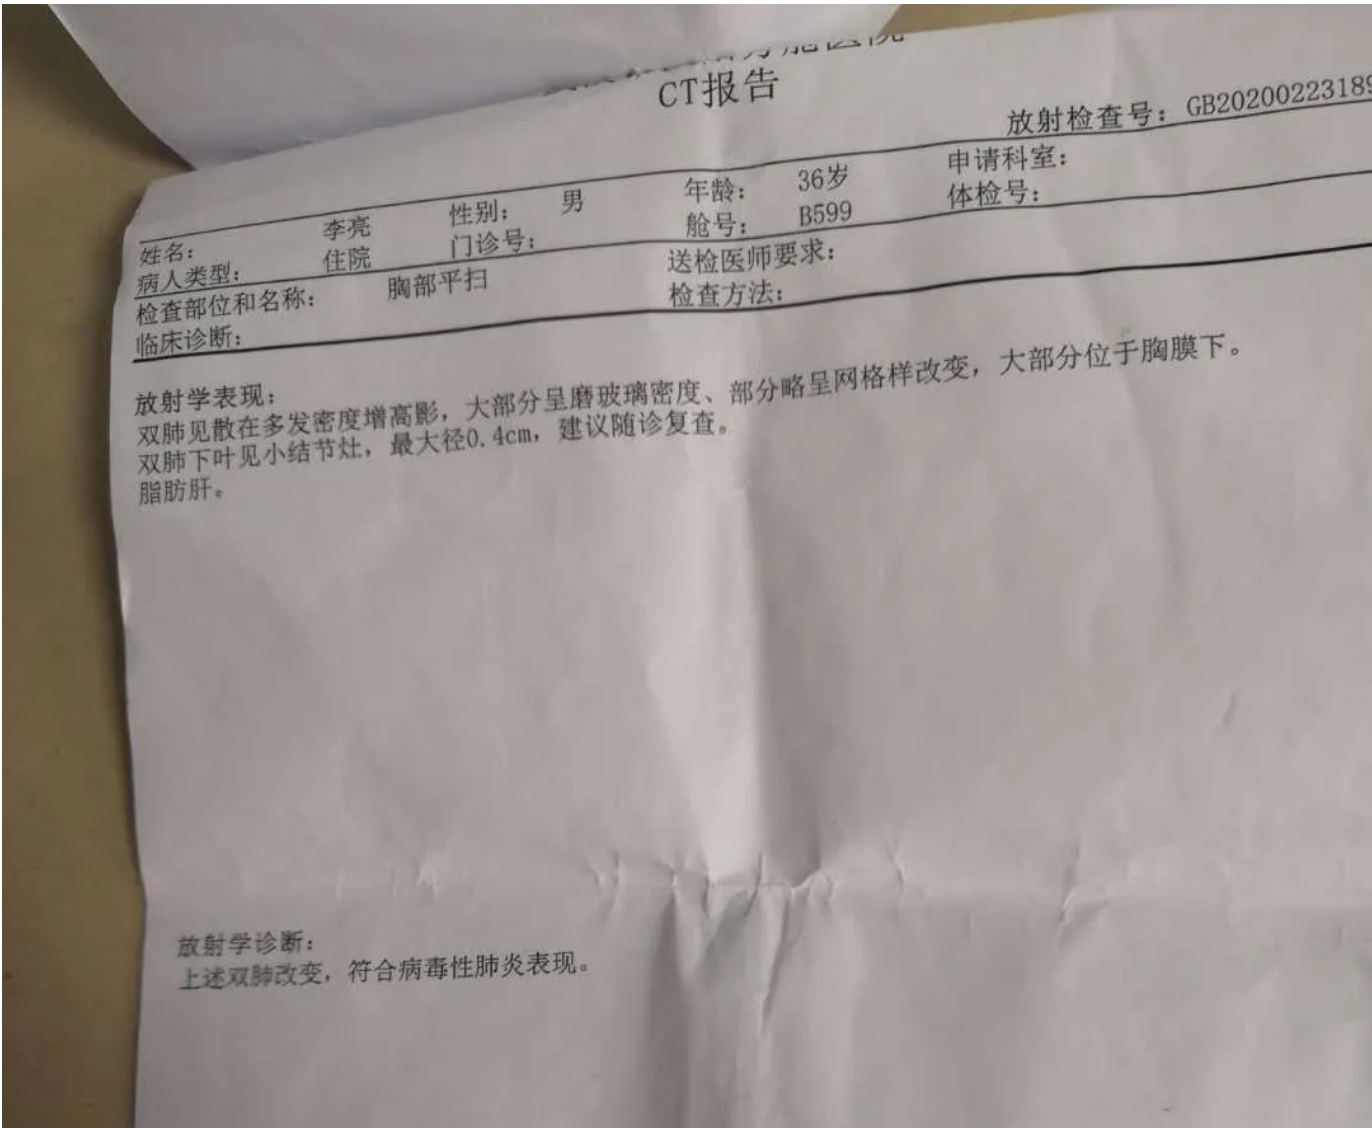 CT报告
放射检查号：GB20200223189
姓名： 李亮 性别： 男 年龄： 36岁 申请科室：
病人类型： 住院 门诊号： 舱号： B599 体检号：
检查部位和名称： 胸部平扫 送检医师要求：
临床诊断： 检查方法：
放射学表现：
双肺见散在多发密度增高影，大部分呈磨玻璃密度、部分略呈网格样改变，大部分位于胸膜下。
双肺下叶见小结节灶，最大径0.4cm，建议随诊复查。
脂肪肝。
放射学诊断：
上述双肺改变，符合病毒性肺炎表现。